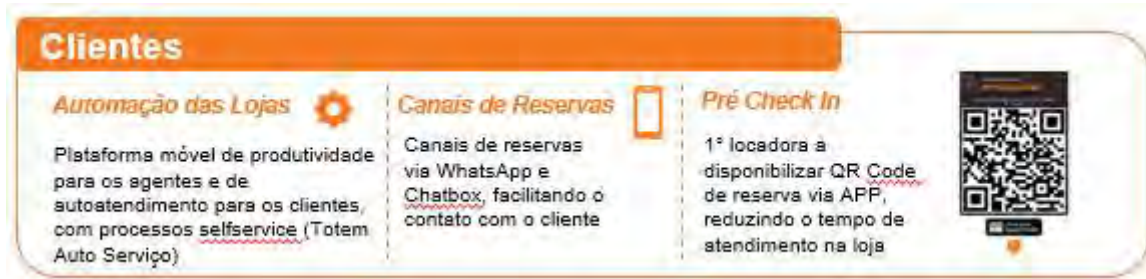 Clientes
Automação das Lojas
Plataforma móvel de produtividade
para os agentes e de
autoatendimento para os clientes,
com processos selfservice (Totem
Auto Serviço)
Canais de Reservas
Canais de reservas
via WhatsApp e
Chatbox, facilitando o
contato com o cliente
Pré Check In
1ª locadora a
disponibilizar QR Code
de reserva via APP,
reduzindo o tempo de
atendimento na loja